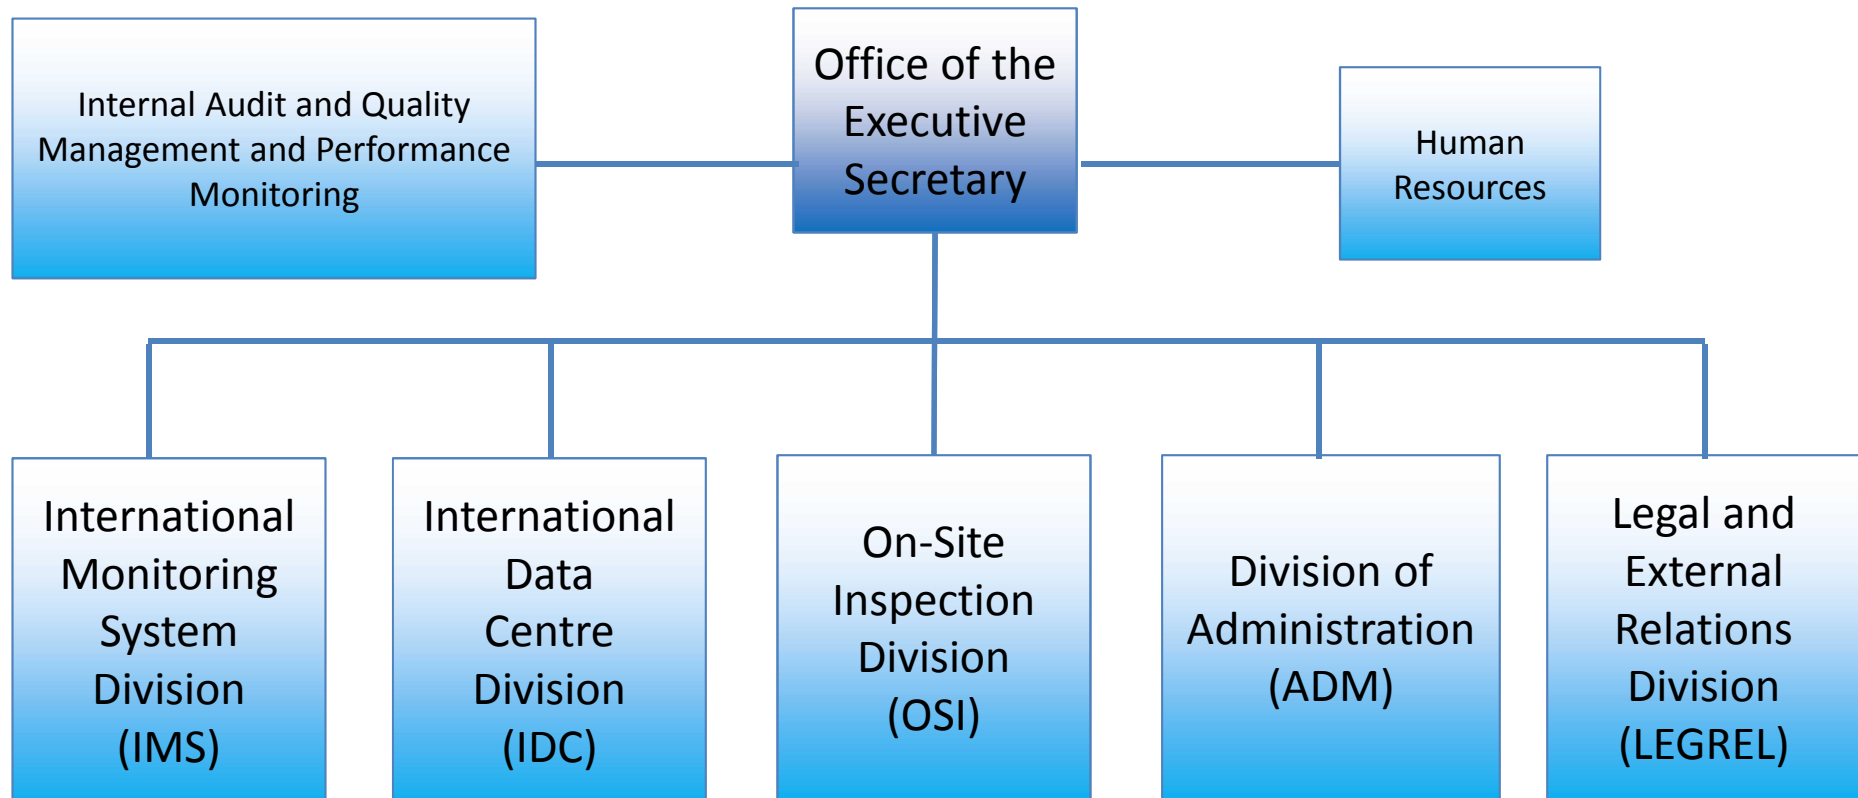 Internal Audit and Quality
Management and Performance
Monitoring
Office of the
Executive
Secretary
Human
Resources
International
Monitoring
System
Division
(IMS)
International
Data
Centre
Division
(IDC)
On-Site
Inspection
Division
(OSI)
Division of
Administration
(ADM)
Legal and
External
Relations
Division
(LEGREL)